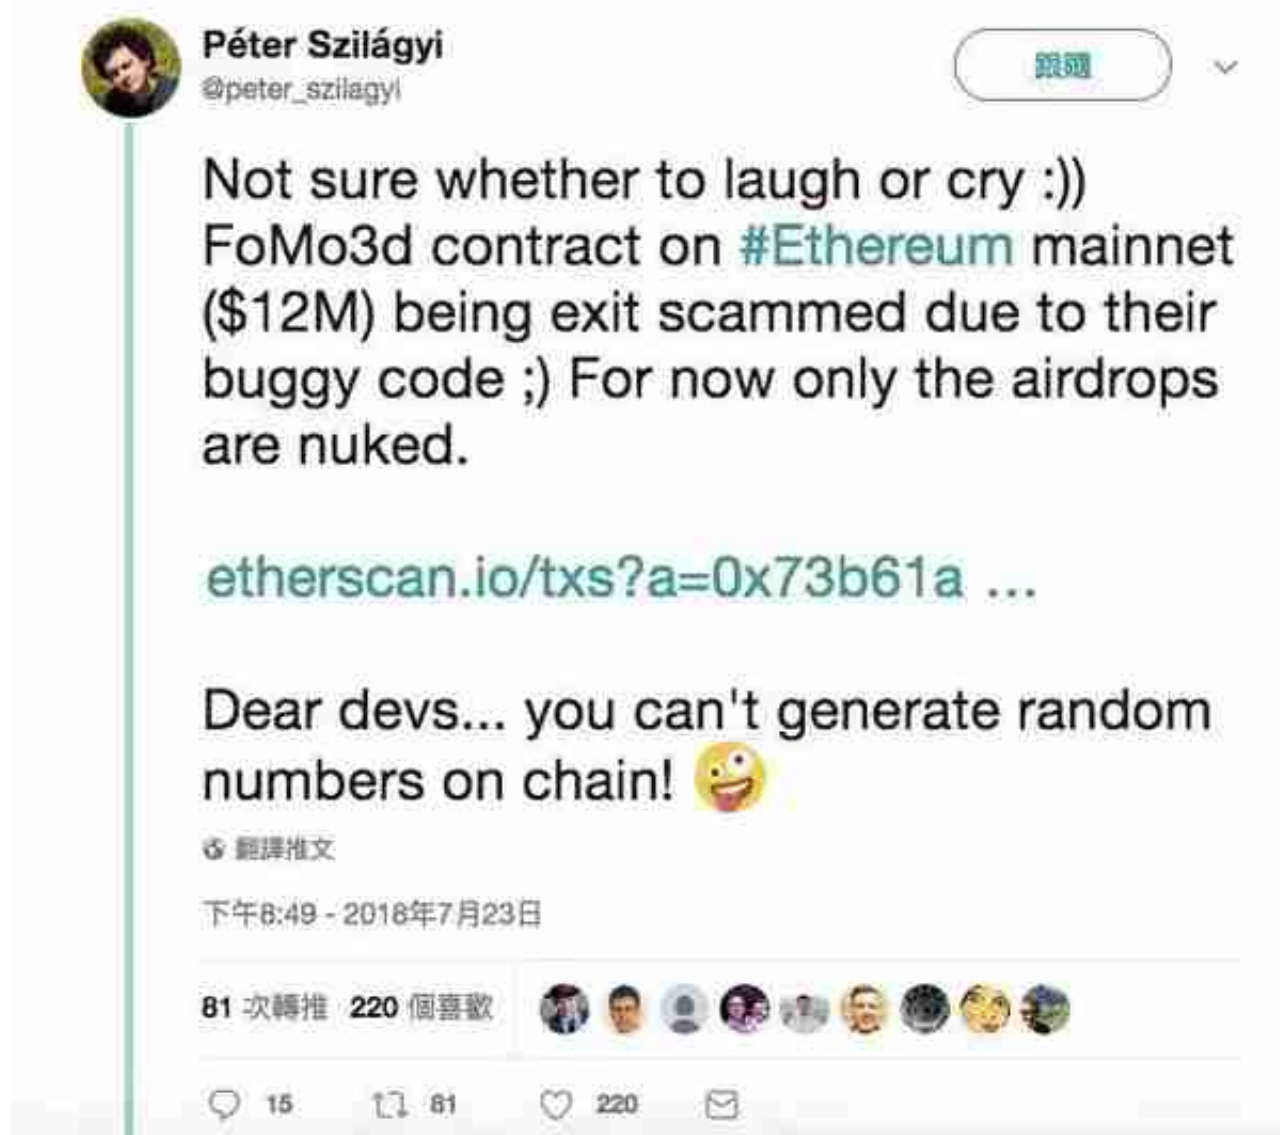 Péter Szilágyi
@peter_szilagyi
跟隨
Not sure whether to laugh or cry :))
FoMo3d contract on #Ethereum mainnet
($12M) being exit scammed due to their
buggy code ;) For now only the airdrops
are nuked.
etherscan.io/txs?a=0x73b61a ...
Dear devs... you can't generate random
numbers on chain! 🤪
翻譯推文
下午8:49 - 2018年7月23日
81 次轉推 220 個喜歡
15 81 220